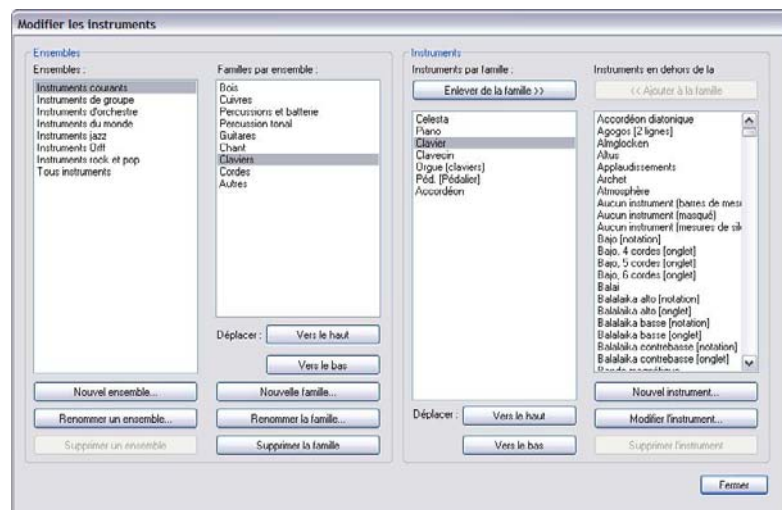 Modifier les instruments
Ensembles
Ensembles :
Instruments courants
Instruments de groupe
Instruments d'orchestre
Instruments du monde
Instruments jazz
Instruments Orff
Instruments rock et pop
Tous instruments
Nouvel ensemble...
Renommer un ensemble...
Supprimer un ensemble
Familles par ensemble :
Bois
Cuivres
Percussions et batterie
Percussion tonal
Guitares
Chant
Claviers
Cordes
Autres
Déplacer :
Vers le haut
Vers le bas
Nouvelle famille...
Renommer la famille...
Supprimer la famille
Instruments
Instruments par famille :
Enlever de la famille >>
Celesta
Piano
Clavier
Clavecin
Orgue (claviers)
Péd. [Pédalier]
Accordéon
Déplacer :
Vers le haut
Vers le bas
Instruments en dehors de la
<< Ajouter à la famille
Accordéon diatonique
Agogos [2 lignes]
Almglocken
Altus
Applaudissements
Archet
Atmosphère
Aucun instrument (barres de mesu
Aucun instrument (masqué)
Aucun instrument (mesures de sile
Bajo [notation]
Bajo, 4 cordes [onglet]
Bajo, 5 cordes [onglet]
Bajo, 6 cordes [onglet]
Balai
Balalaika alto [notation]
Balalaika alto [onglet]
Balalaika basse [notation]
Balalaika basse [onglet]
Balalaika contrebasse [notation]
Balalaika contrebasse [onglet]
Bande magnétique
Nouvel instrument...
Modifier l'instrument...
Supprimer l'instrument
Fermer